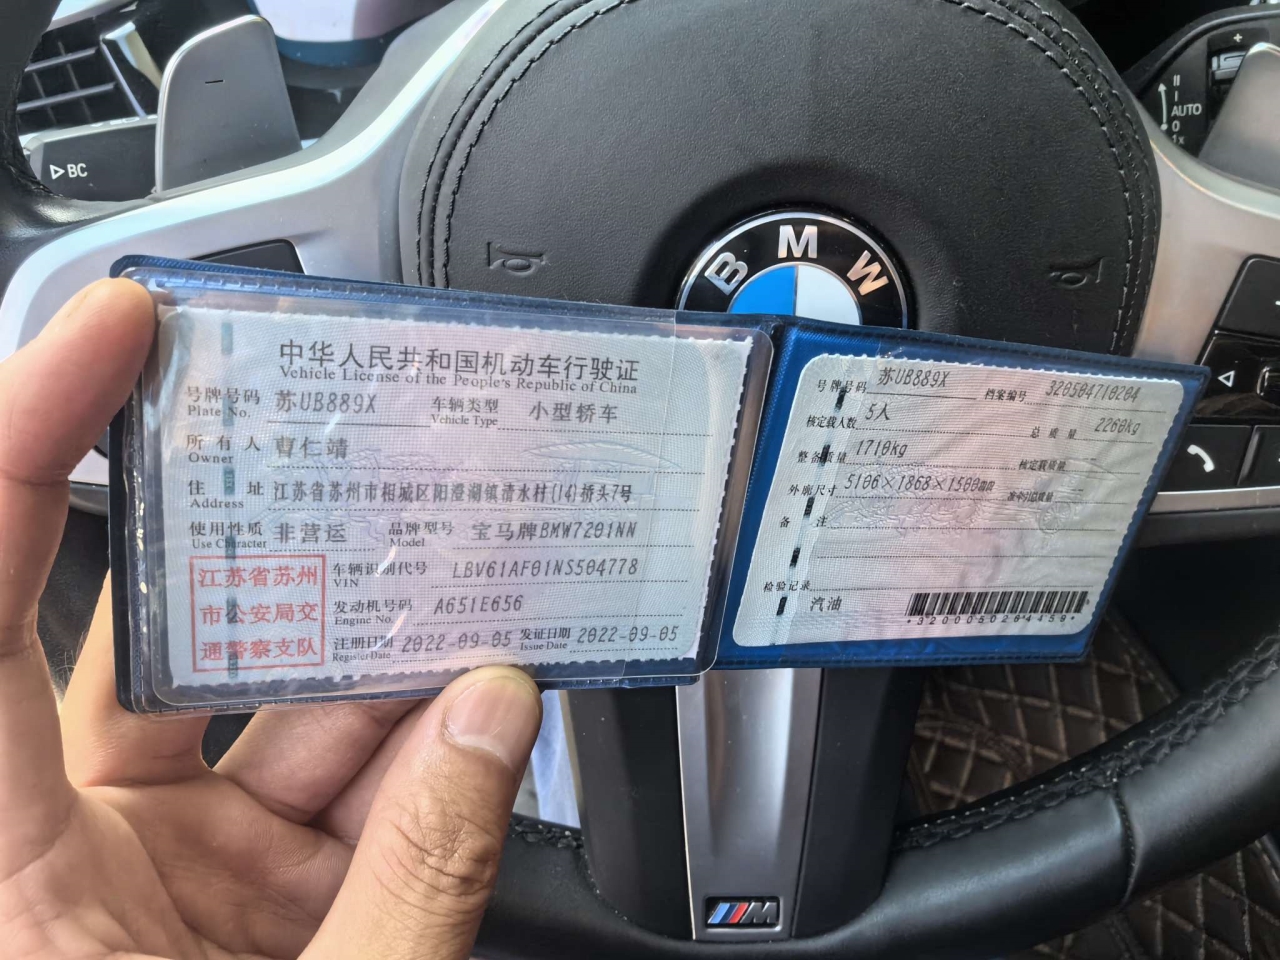 BC
AUTO
0
BMW
中华人民共和国机动车行驶证
Vehicle License of the People's Republic of China
号牌号码 苏UB889X 车辆类型 小型轿车
Plate No. Vehicle Type
所有人 曹仁靖
Owner
住址 江苏省苏州市相城区阳澄湖镇清水村(14)桥头7号
Address
使用性质 非营运 品牌型号 宝马牌BMW7201NN
Use Character Model
江苏省苏州
市公安局交
通警察支队
车辆识别代号 LBV61AF01NS504778
VIN
发动机号码 A651E656
Engine No.
注册日期 2022-09-05 发证日期 2022-09-05
Register Date Issue Date
号牌号码 苏UB889X 档案编号 320504710204
核定载人数 5人 总质量 2260kg
整备质量 1710kg 核定载质量 --
外廓尺寸 5106×1868×1500mm 准牵引总质量 --
备注
检验记录
汽油
*3200050204459*
M